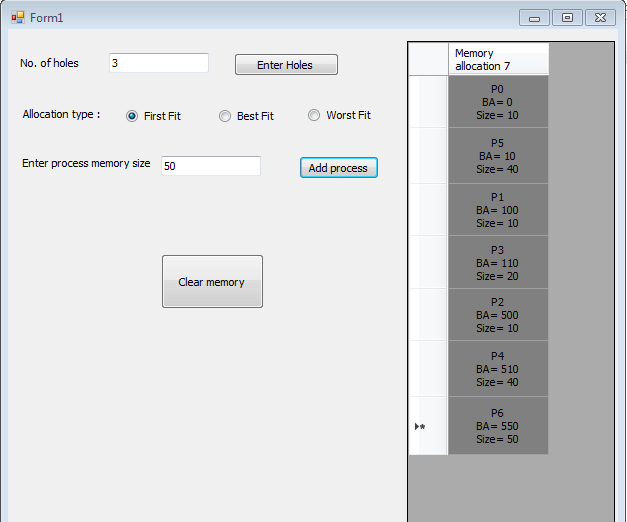 Form1
No. of holes
3
Enter Holes
Allocation type :
First Fit
Best Fit
Worst Fit
Enter process memory size
50
Add process
Clear memory
Memory
allocation 7
P0
BA= 0
Size= 10
P5
BA= 10
Size= 40
P1
BA= 100
Size= 10
P3
BA= 110
Size= 20
P2
BA= 500
Size= 10
P4
BA= 510
Size= 40
P6
BA= 550
Size= 50